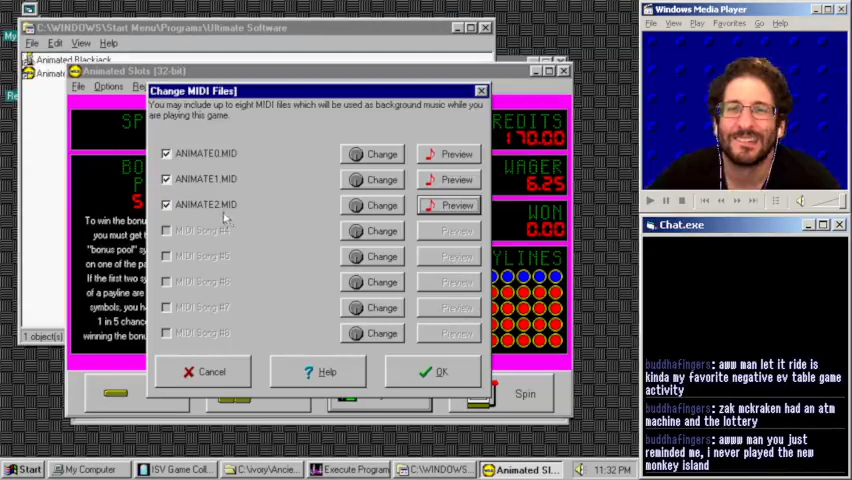 C:\WINDOWS\Start Menu\Programs\Ultimate Software
File Edit View Help
Animated Blackjack
Animated Slots [32-bit]
File Options
Change MIDI Files]
You may include up to eight MIDI files which will be used as background music while you
are playing this game.
ANIMATE0.MID Change Preview
ANIMATE1.MID Change Preview
ANIMATE2.MID Change Preview
MIDI Song #4 Change Preview
MIDI Song #5 Change Preview
MIDI Song #6 Change Preview
MIDI Song #7 Change Preview
MIDI Song #8 Change Preview
Cancel Help OK
SP
BO
P
5
To win the bonu
you must get t
"bonus pool" s
on one of the pa
If the first two s
of a payline ar
symbols, you ha
1 in 5 chanc
winning the bonu
REDITS
170.00
WAGER
6.25
WON
0.00
YLINES
Spin
1 object(s)
Windows Media Player
File View Play Favorites Go Help
Chat.exe
buddhafingers: aww man let it ride is
kinda my favorite negative ev table game
activity
buddhafingers: zak mckraken had an atm
machine and the lottery
buddhafingers: awww man you just
reminded me, i never played the new
monkey island
Start My Computer ISV Game Coll... C:\ivory\Ancie... Execute Program C:\WINDOWS... Animated Sl... 11:32 PM